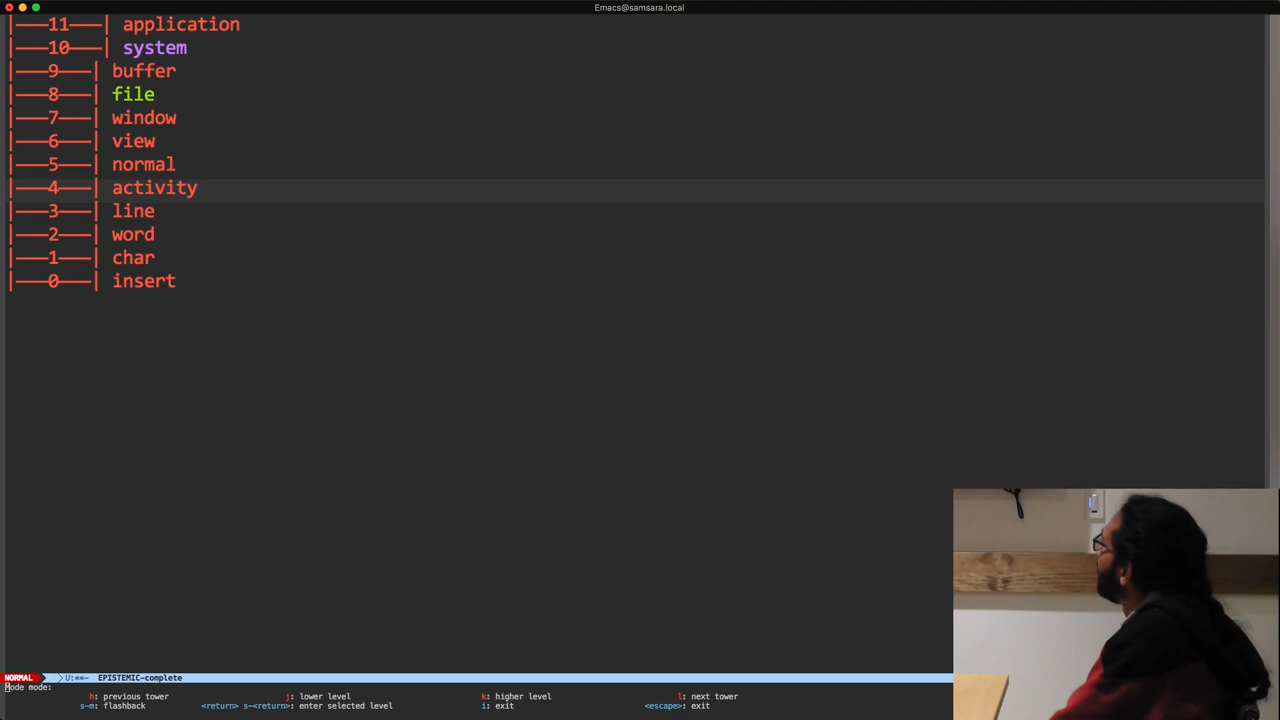 Emacs@samsara.local
|———11———| application
|———10———| system
|———9———| buffer
|———8———| file
|———7———| window
|———6———| view
|———5———| normal
|———4———| activity
|———3———| line
|———2———| word
|———1———| char
|———0———| insert
NORMAL U:**- EPISTEMIC-complete
Mode mode:
h: previous tower j: lower level k: higher level l: next tower
s-m: flashback <return> s-<return>: enter selected level i: exit <escape>: exit